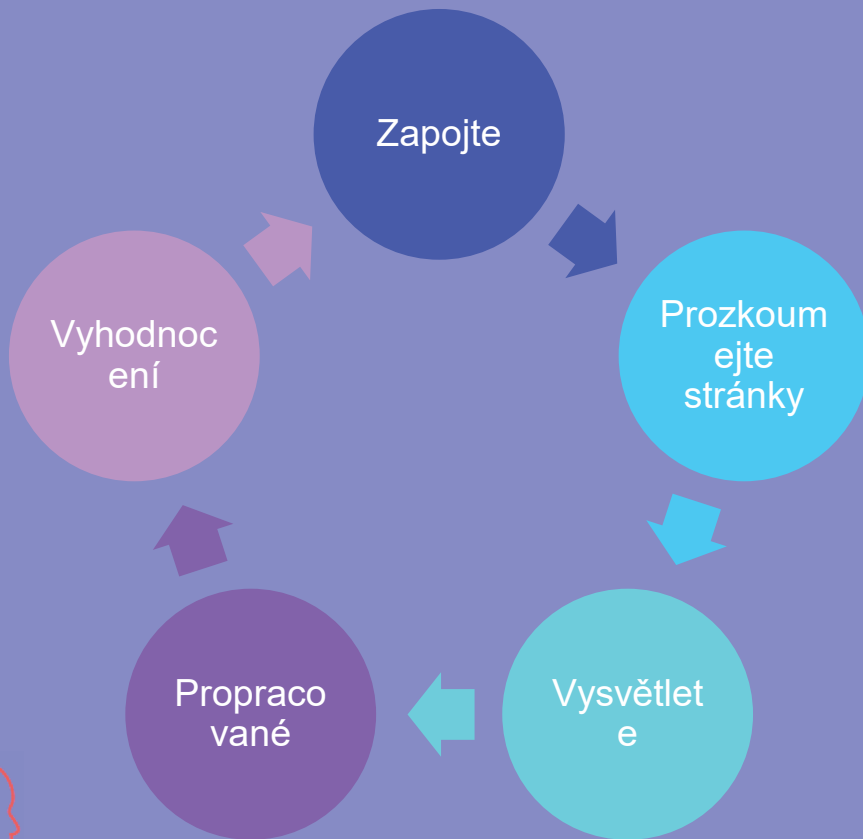 Zapojte
Prozkoum
ejte
stránky
Vysvětlet
e
Propraco
vané
Vyhodnoc
ení